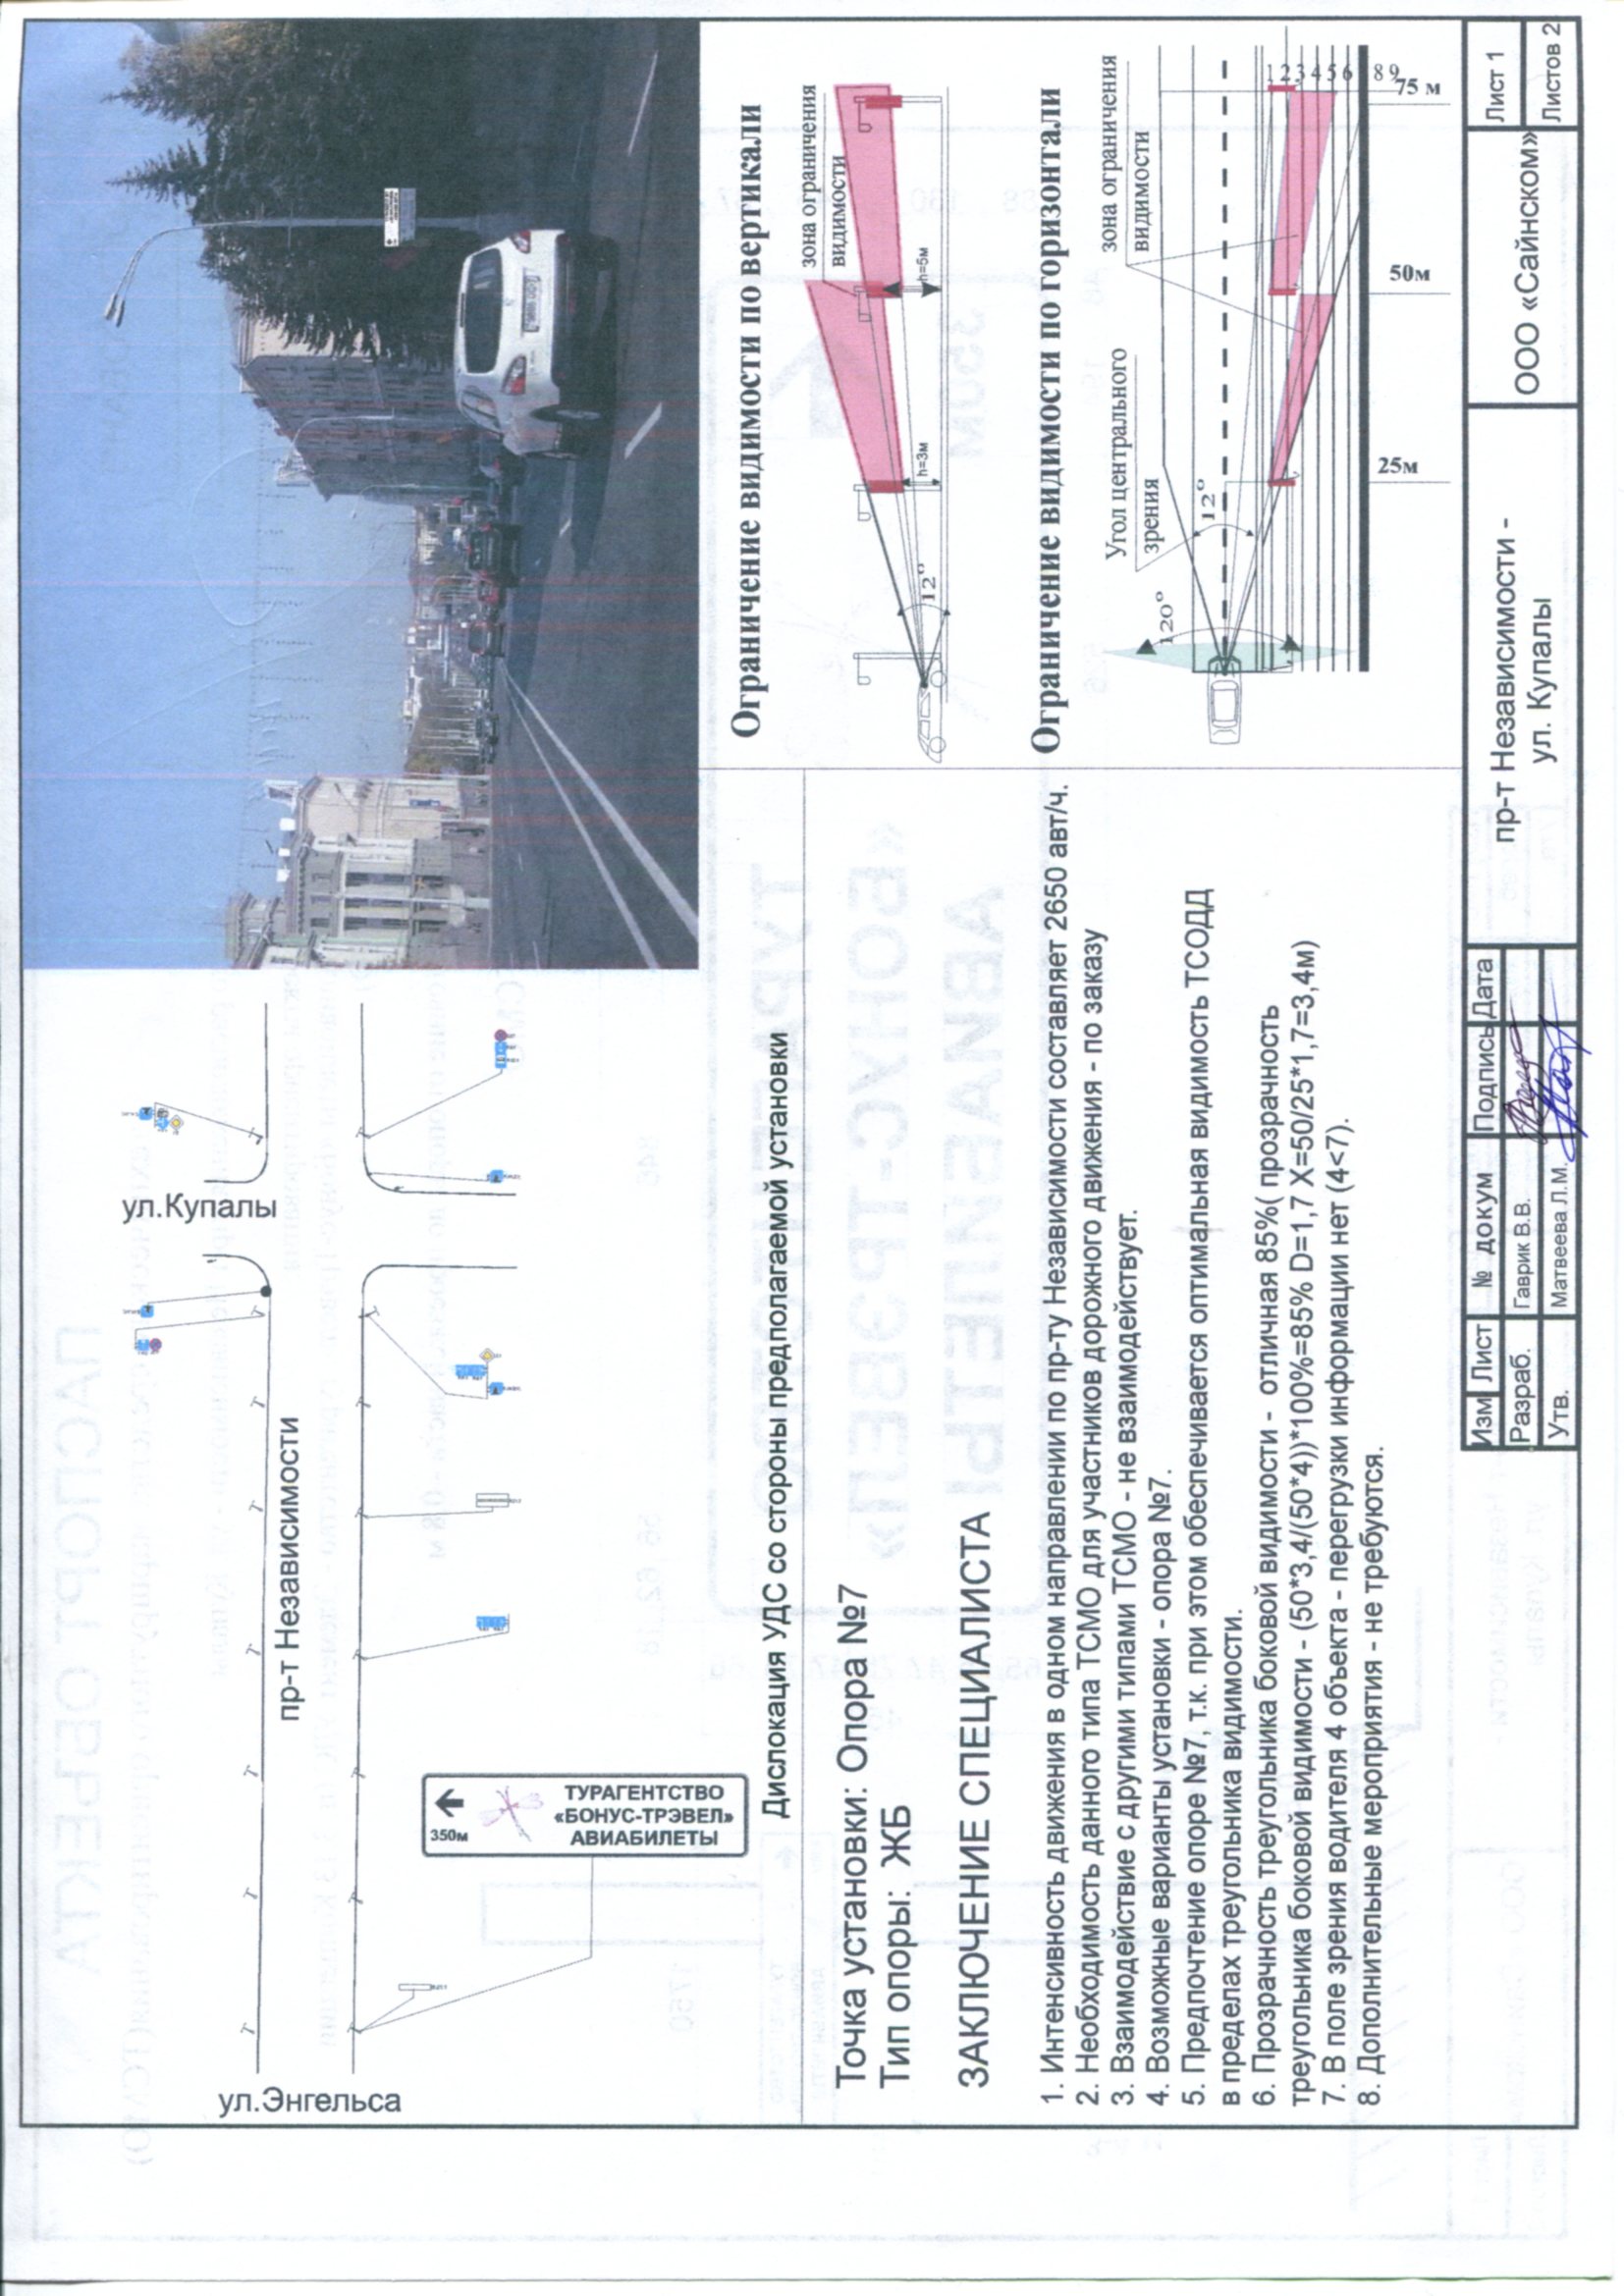 ул.Купалы
пр-т Независимости
ул.Энгельса
350м
ТУРАГЕНТСТВО
«БОНУС-ТРЭВЕЛ»
АВИАБИЛЕТЫ
Дислокация УДС со стороны предполагаемой установки
Точка установки: Опора №7
Тип опоры: ЖБ
ЗАКЛЮЧЕНИЕ СПЕЦИАЛИСТА
1. Интенсивность движения в одном направлении по пр-ту Независимости составляет 2650 авт/ч.
2. Необходимость данного типа ТСМО для участников дорожного движения - по заказу
3. Взаимодействие с другими типами ТСМО - не взаимодействует.
4. Возможные варианты установки - опора №7.
5. Предпочтение опоре №7, т.к. при этом обеспечивается оптимальная видимость ТСОДД
в пределах треугольника видимости.
6. Прозрачность треугольника боковой видимости - отличная 85%( прозрачность
треугольника боковой видимости - (50*3,4/(50*4))*100%=85% D=1,7 X=50/25*1,7=3,4м)
7. В поле зрения водителя 4 объекта - перегрузки информации нет (4<7).
8. Дополнительные мероприятия - не требуются.
Ограничение видимости по вертикали
зона ограничения
видимости
h=5м
h=3м
12°
Ограничение видимости по горизонтали
зона ограничения
видимости
Угол центрального
зрения
120°
12°
1 2 3 4 5 6 8 9
75 м
50м
25м
Изм Лист № докум Подпись Дата
Разраб. Гаврик В.В.
Утв. Матвеева Л.М.
пр-т Независимости -
ул. Купалы
ООО «Сайнском»
Лист 1
Листов 2